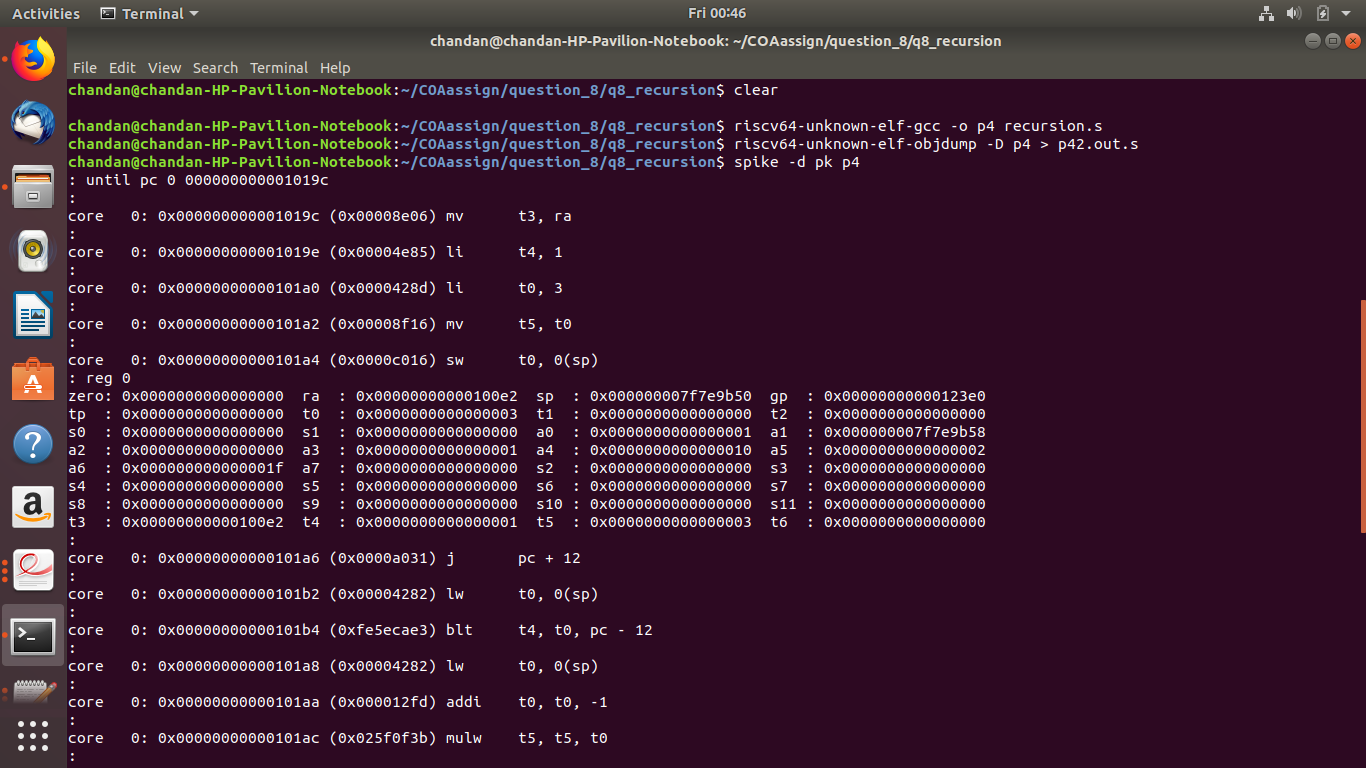 Activities Terminal Fri 00:46
chandan@chandan-HP-Pavilion-Notebook: ~/COAassign/question_8/q8_recursion
File Edit View Search Terminal Help
chandan@chandan-HP-Pavilion-Notebook:~/COAassign/question_8/q8_recursion$ clear
chandan@chandan-HP-Pavilion-Notebook:~/COAassign/question_8/q8_recursion$ riscv64-unknown-elf-gcc -o p4 recursion.s
chandan@chandan-HP-Pavilion-Notebook:~/COAassign/question_8/q8_recursion$ riscv64-unknown-elf-objdump -D p4 > p42.out.s
chandan@chandan-HP-Pavilion-Notebook:~/COAassign/question_8/q8_recursion$ spike -d pk p4
: until pc 0 000000000001019c
:
core   0: 0x000000000001019c (0x00008e06) mv      t3, ra
:
core   0: 0x000000000001019e (0x00004e85) li      t4, 1
:
core   0: 0x00000000000101a0 (0x0000428d) li      t0, 3
:
core   0: 0x00000000000101a2 (0x00008f16) mv      t5, t0
:
core   0: 0x00000000000101a4 (0x0000c016) sw      t0, 0(sp)
: reg 0
zero: 0x0000000000000000  ra  : 0x00000000000100e2  sp  : 0x000000007f7e9b50  gp  : 0x00000000000123e0
tp  : 0x0000000000000000  t0  : 0x0000000000000003  t1  : 0x0000000000000000  t2  : 0x0000000000000000
s0  : 0x0000000000000000  s1  : 0x0000000000000000  a0  : 0x0000000000000001  a1  : 0x000000007f7e9b58
a2  : 0x0000000000000000  a3  : 0x0000000000000001  a4  : 0x0000000000000010  a5  : 0x0000000000000002
a6  : 0x000000000000001f  a7  : 0x0000000000000000  s2  : 0x0000000000000000  s3  : 0x0000000000000000
s4  : 0x0000000000000000  s5  : 0x0000000000000000  s6  : 0x0000000000000000  s7  : 0x0000000000000000
s8  : 0x0000000000000000  s9  : 0x0000000000000000  s10 : 0x0000000000000000  s11 : 0x0000000000000000
t3  : 0x00000000000100e2  t4  : 0x0000000000000001  t5  : 0x0000000000000003  t6  : 0x0000000000000000
:
core   0: 0x00000000000101a6 (0x0000a031) j       pc + 12
:
core   0: 0x00000000000101b2 (0x00004282) lw      t0, 0(sp)
:
core   0: 0x00000000000101b4 (0xfe5ecae3) blt     t4, t0, pc - 12
:
core   0: 0x00000000000101a8 (0x00004282) lw      t0, 0(sp)
:
core   0: 0x00000000000101aa (0x000012fd) addi    t0, t0, -1
:
core   0: 0x00000000000101ac (0x025f0f3b) mulw    t5, t5, t0
: